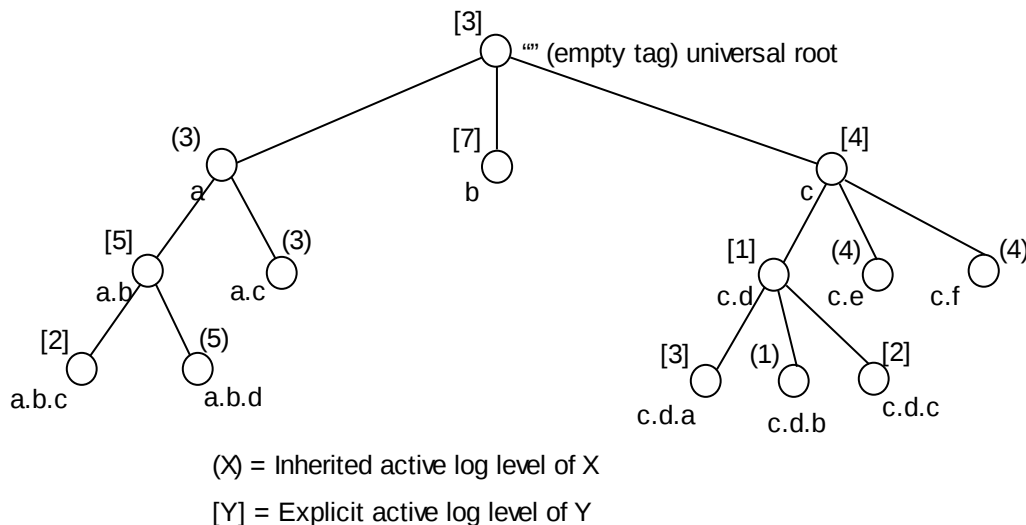 [3]
“” (empty tag) universal root
(3)
[7]
[4]
a
b
c
[5]
(3)
[1]
(4)
(4)
a.b
a.c
c.d
c.e
c.f
[2]
(5)
[3]
(1)
[2]
a.b.c
a.b.d
c.d.a
c.d.b
c.d.c
(X) = Inherited active log level of X
[Y] = Explicit active log level of Y